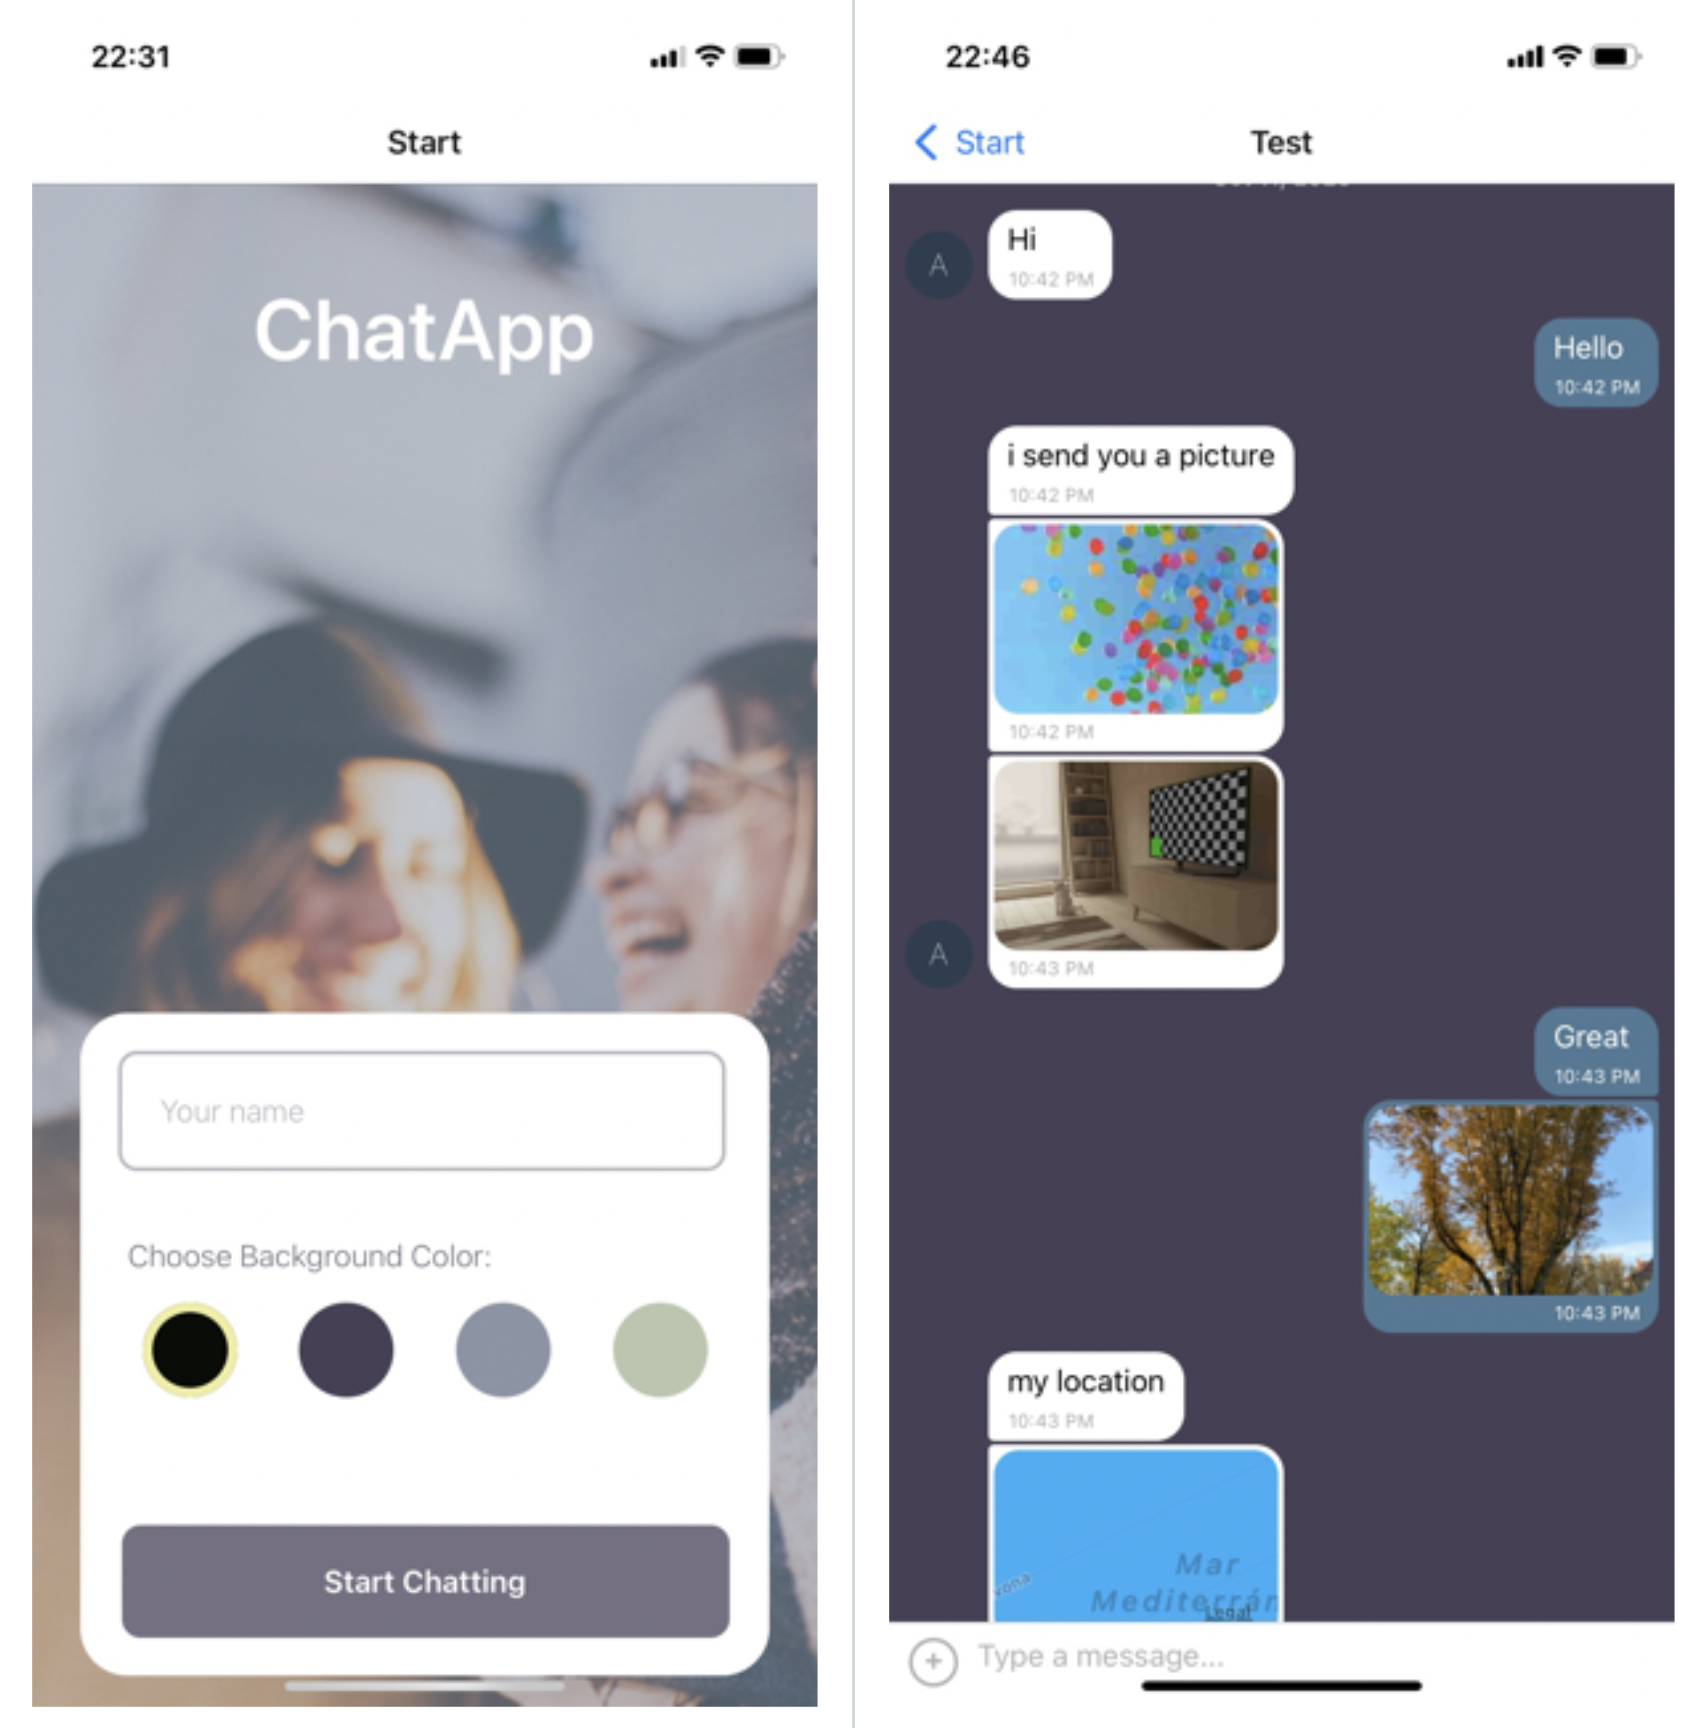 22:31
Start
ChatApp
Your name
Choose Background Color:
Start Chatting
22:46
Start
Test
A
Hi
10:42 PM
Hello
10:42 PM
i send you a picture
10:42 PM
10:42 PM
A
10:43 PM
Great
10:43 PM
10:43 PM
my location
10:43 PM
Mar
Mediterrán
Legal
Type a message...